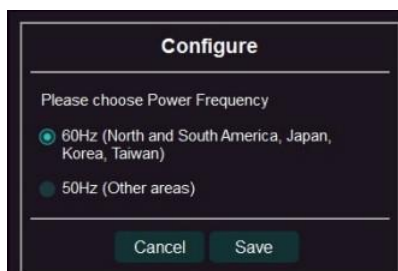 Configure
Please choose Power Frequency
60Hz (North and South America, Japan,
Korea, Taiwan)
50Hz (Other areas)
Cancel Save